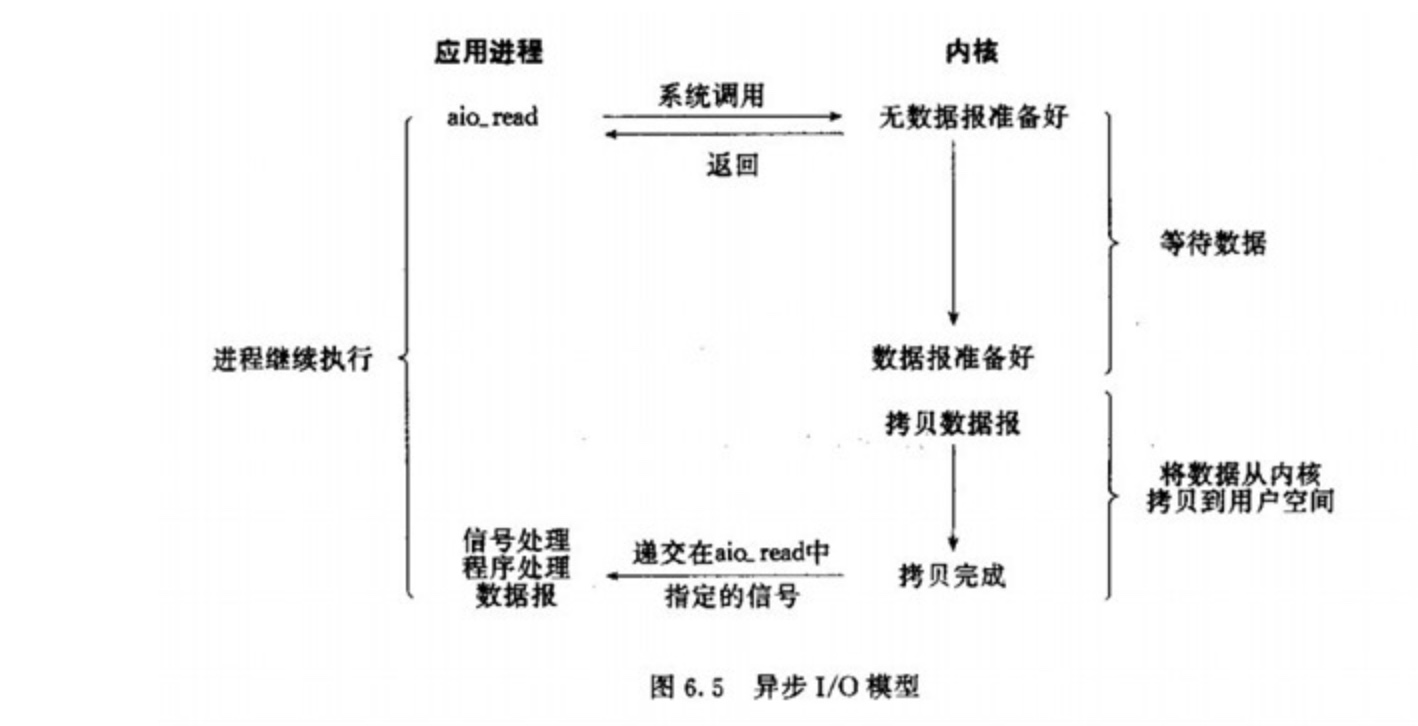 应用进程
内核
系统调用
aio_read
无数据报准备好
返回
等待数据
进程继续执行
数据报准备好
拷贝数据报
将数据从内核
拷贝到用户空间
信号处理
程序处理
数据报
递交在aio_read中
指定的信号
拷贝完成
图 6.5 异步 I/O 模型